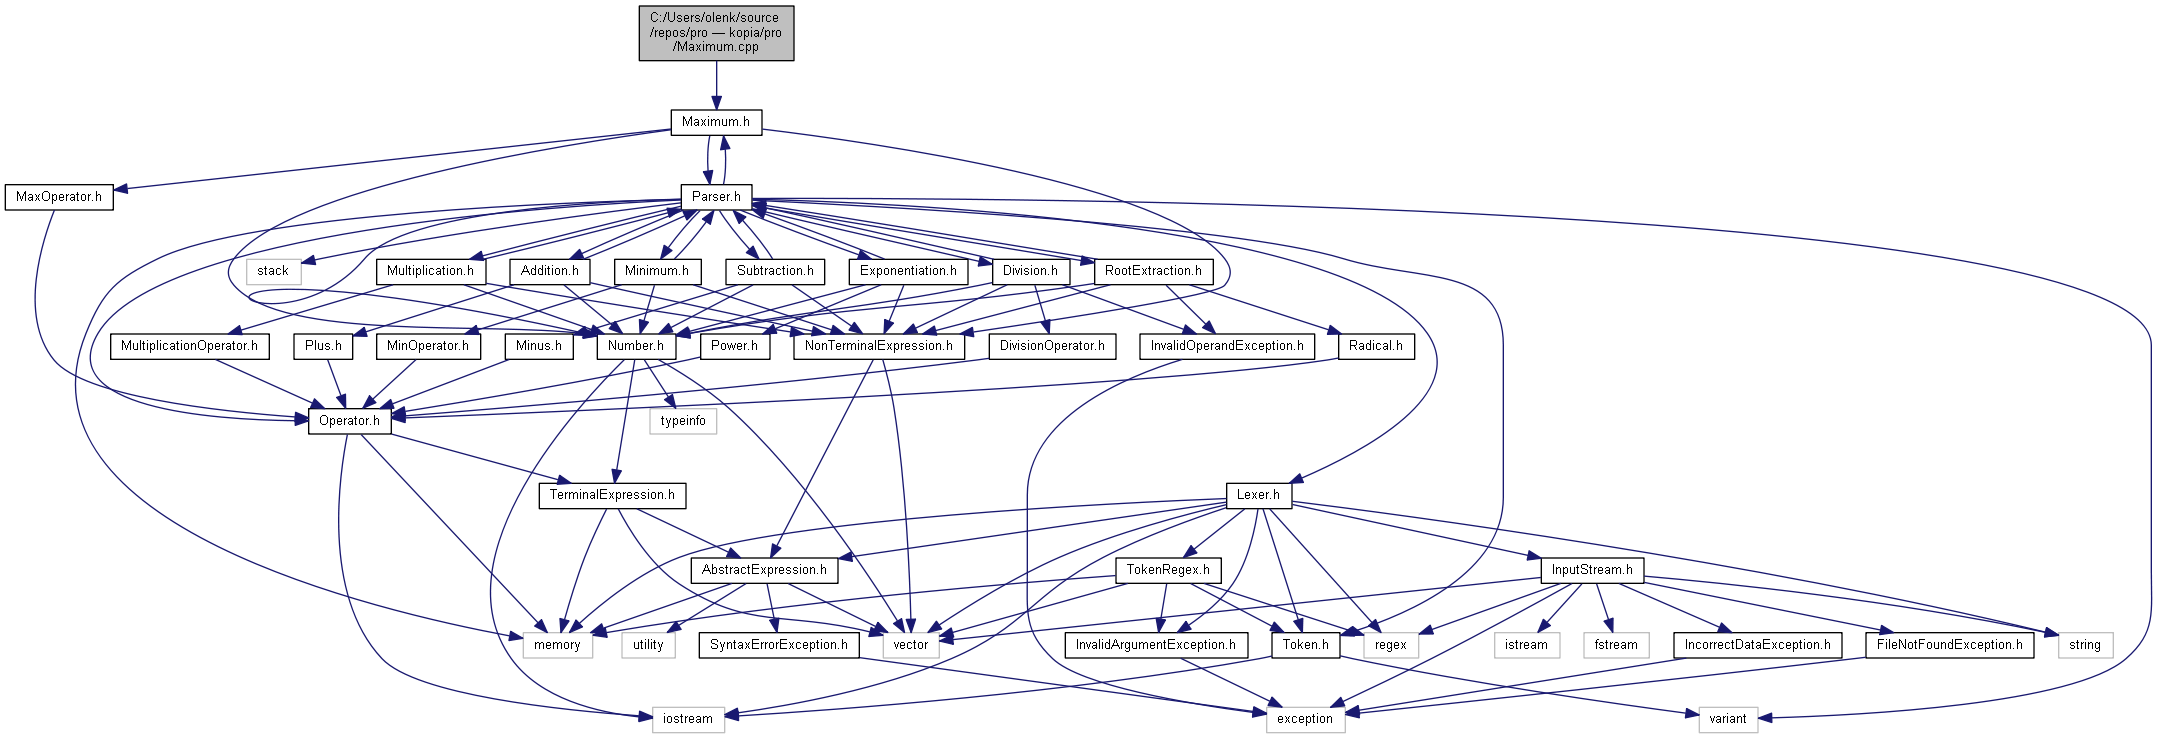 C:/Users/olenk/source
/repos/pro — kopia/pro
/Maximum.cpp
Maximum.h
MaxOperator.h
Parser.h
stack
Multiplication.h
Addition.h
Minimum.h
Subtraction.h
Exponentiation.h
Division.h
RootExtraction.h
MultiplicationOperator.h
Plus.h
MinOperator.h
Minus.h
Number.h
Power.h
NonTerminalExpression.h
DivisionOperator.h
InvalidOperandException.h
Radical.h
Operator.h
typeinfo
TerminalExpression.h
Lexer.h
AbstractExpression.h
TokenRegex.h
InputStream.h
memory
utility
SyntaxErrorException.h
vector
InvalidArgumentException.h
Token.h
regex
istream
fstream
IncorrectDataException.h
FileNotFoundException.h
string
iostream
exception
variant